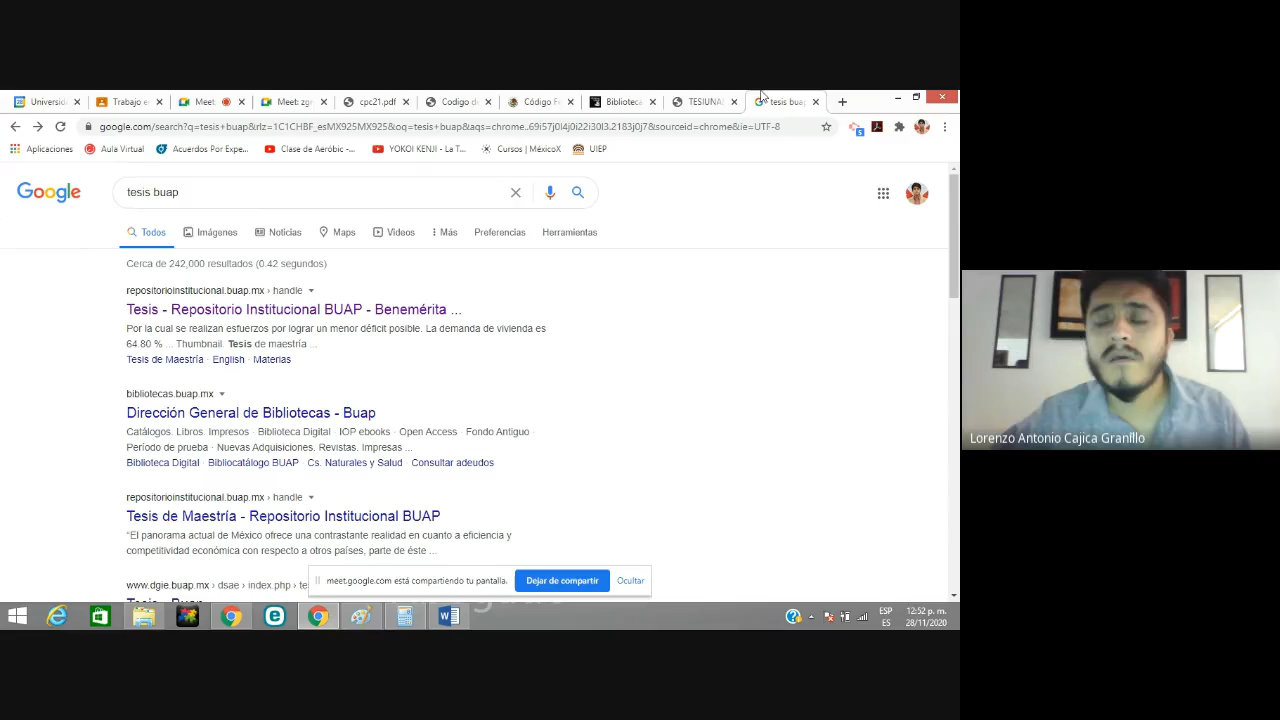 Universid
Trabajo e
Meet:
Meet: zg
cpc21.pdf
Codigo d
Código F
Biblioteca
TESIUNA
tesis bua
google.com/search?q=tesis+buap&rlz=1C1CHBF_esMX925MX925&oq=tesis+buap&aqs=chrome..69i57j0l4j0i22i30l3.2183j0j7&sourceid=chrome&ie=UTF-8
5
Aplicaciones
Aula Virtual
Acuerdos Por Expe...
Clase de Aeróbic -...
YOKOI KENJI - La T...
Cursos | MéxicoX
UIEP
Google
tesis buap
Todos
Imágenes
Noticias
Maps
Videos
Más
Preferencias
Herramientas
Cerca de 242,000 resultados (0.42 segundos)
repositorioinstitucional.buap.mx › handle
Tesis - Repositorio Institucional BUAP - Benemérita ...
Por la cual se realizan esfuerzos por lograr un menor déficit posible. La demanda de vivienda es
64.80 % ... Thumbnail. Tesis de maestría ...
Tesis de Maestría · English · Materias
bibliotecas.buap.mx
Dirección General de Bibliotecas - Buap
Catálogos. Libros. Impresos · Biblioteca Digital · IOP ebooks · Open Access · Fondo Antiguo ·
Período de prueba · Nuevas Adquisiciones. Revistas. Impresas ...
Biblioteca Digital · Bibliocatálogo BUAP · Cs. Naturales y Salud · Consultar adeudos
repositorioinstitucional.buap.mx › handle
Tesis de Maestría - Repositorio Institucional BUAP
“El panorama actual de México ofrece una contrastante realidad en cuanto a eficiencia y
competitividad económica con respecto a otros países, parte de éste ...
www.dgie.buap.mx › dsae › index.php › te
meet.google.com está compartiendo tu pantalla.
Dejar de compartir
Ocultar
ESP
ES
12:52 p. m.
28/11/2020
Lorenzo Antonio Cajica Granillo